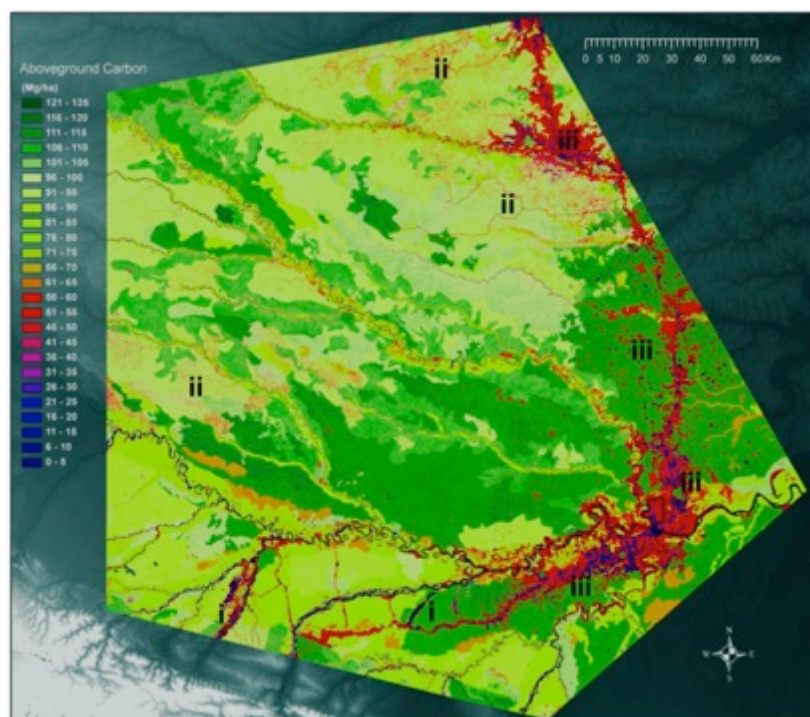 Aboveground Carbon
(Mg/ha)
121 - 125
116 - 120
111 - 115
106 - 110
101 - 105
96 - 100
91 - 95
86 - 90
81 - 85
76 - 80
71 - 75
66 - 70
61 - 65
56 - 60
51 - 55
46 - 50
41 - 45
36 - 40
31 - 35
26 - 30
21 - 25
16 - 20
11 - 15
6 - 10
0 - 5
0 5 10 20 30 40 50 60 Km
ii
iii
ii
iii
ii
iii
iii
i
i
N
W
E
S